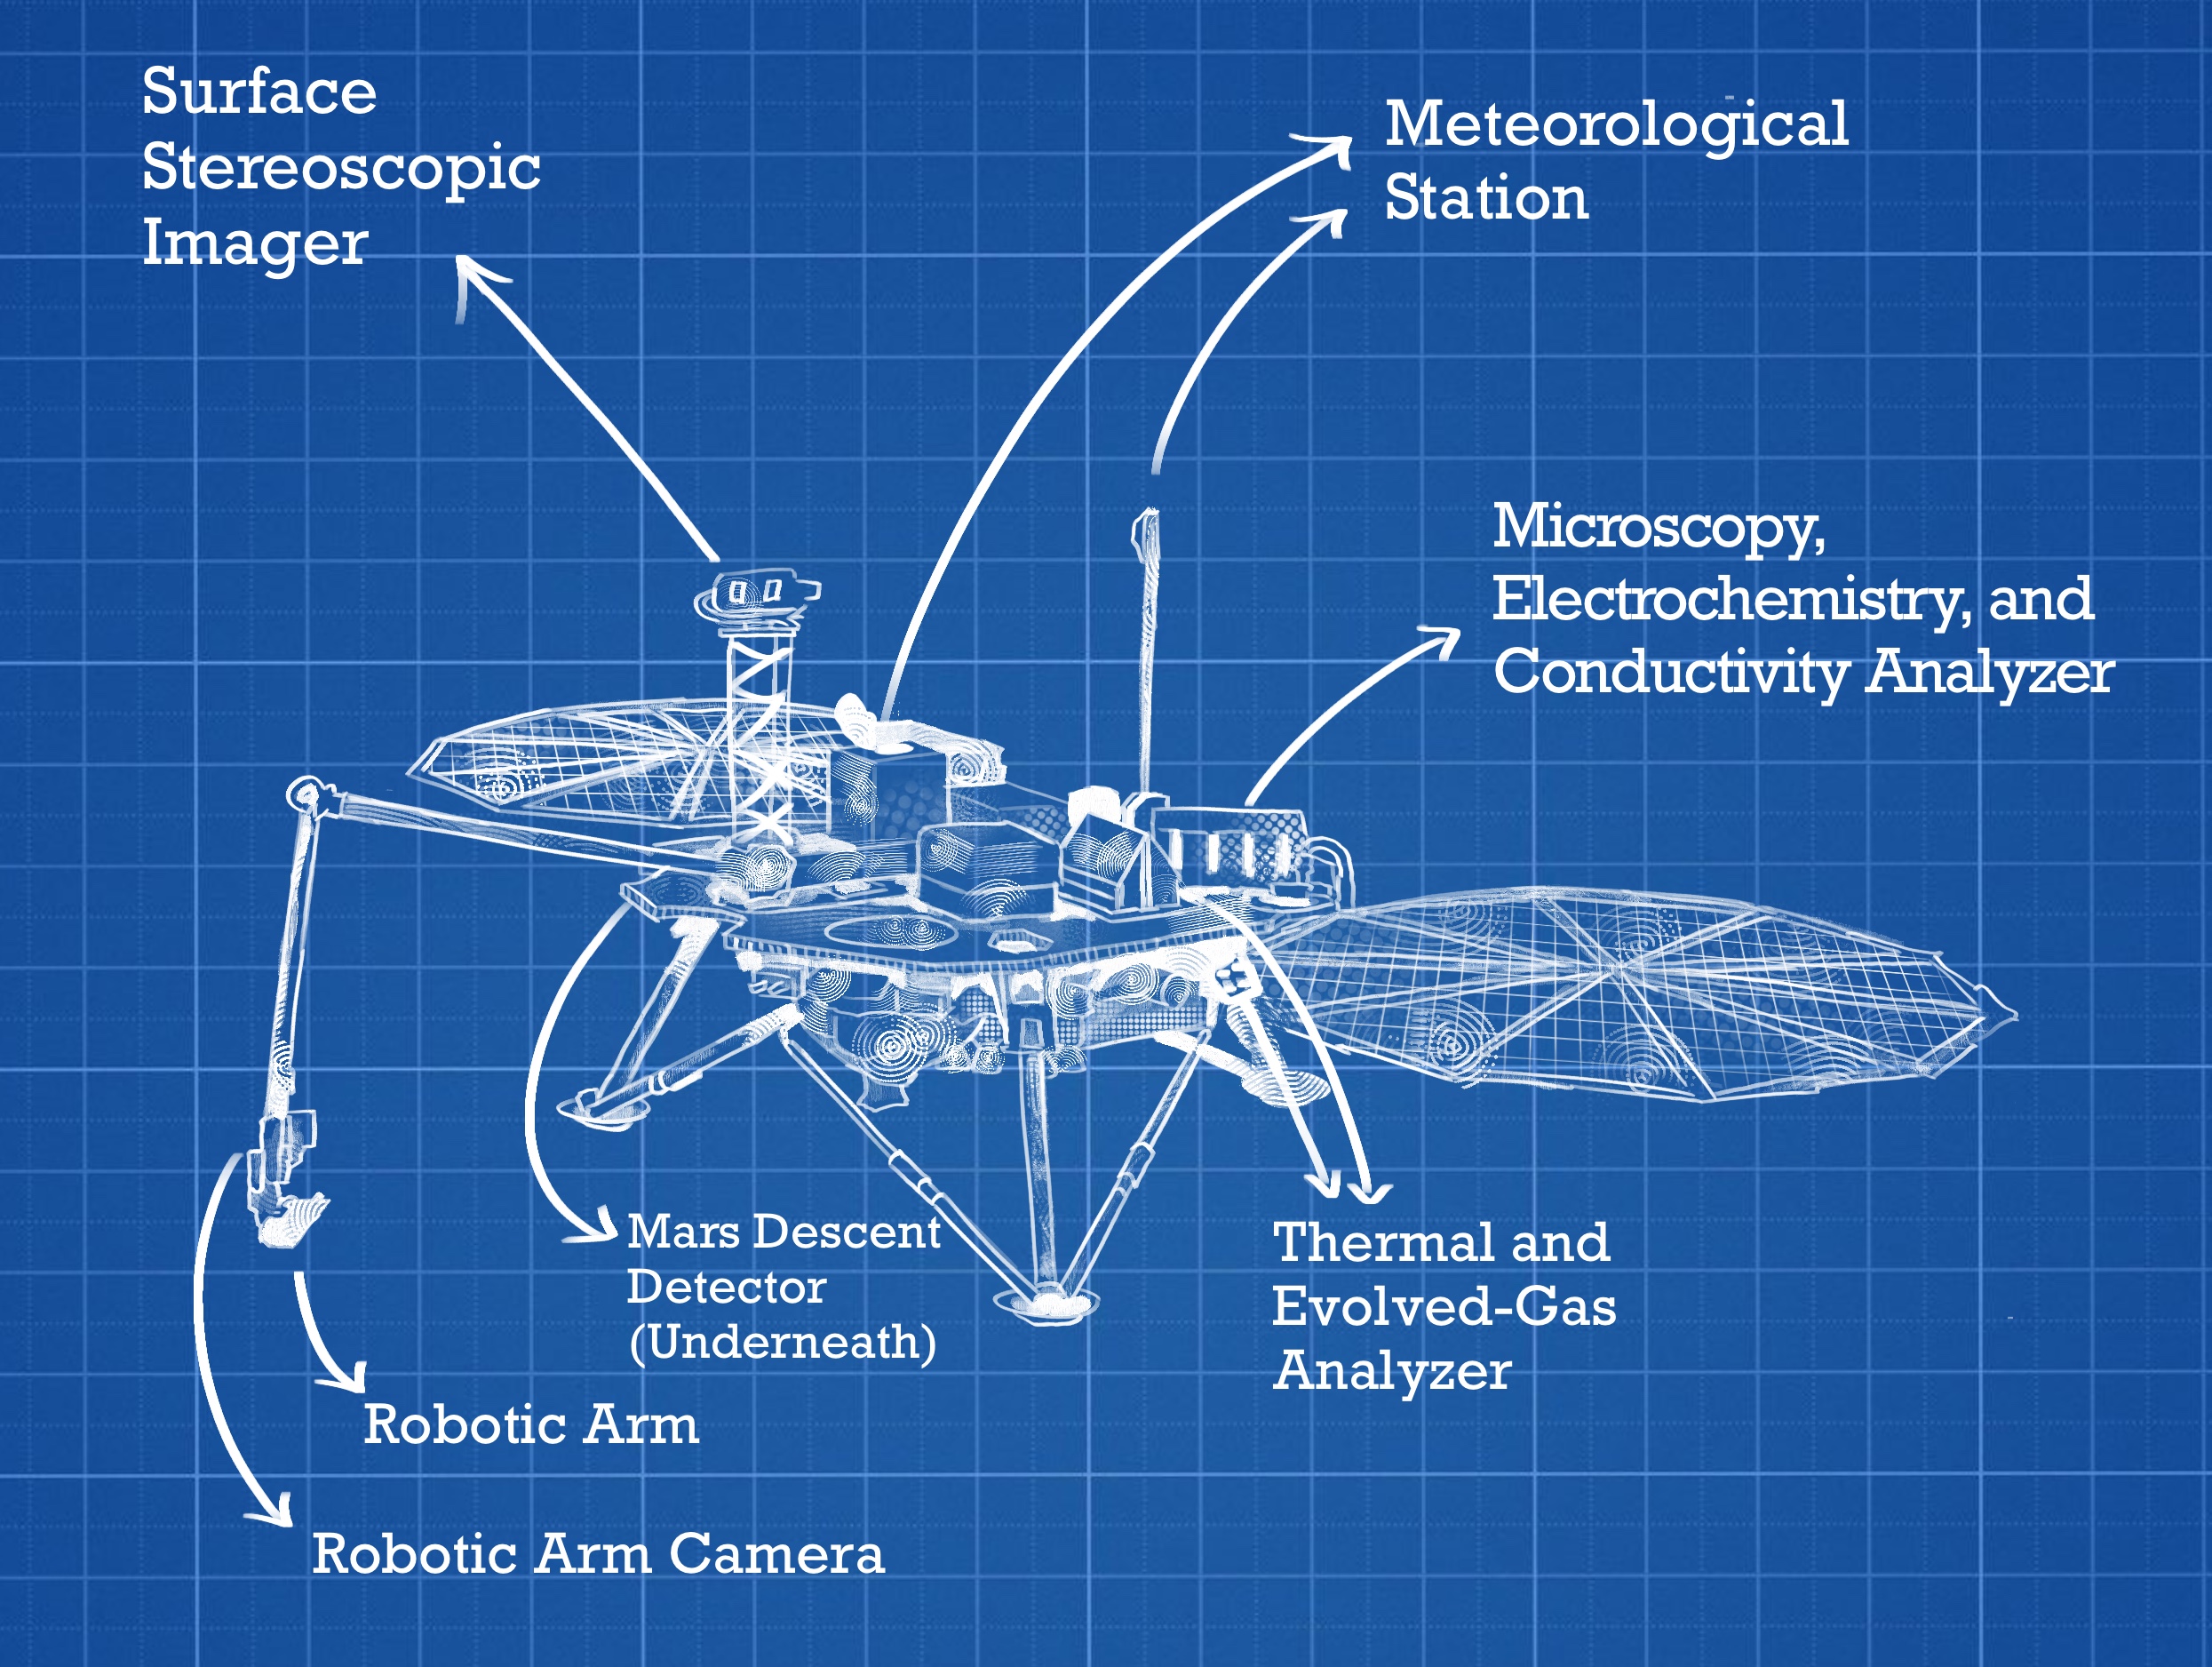 Surface
Stereoscopic
Imager
Meteorological
Station
Microscopy,
Electrochemistry, and
Conductivity Analyzer
Mars Descent
Detector
(Underneath)
Thermal and
Evolved-Gas
Analyzer
Robotic Arm
Robotic Arm Camera